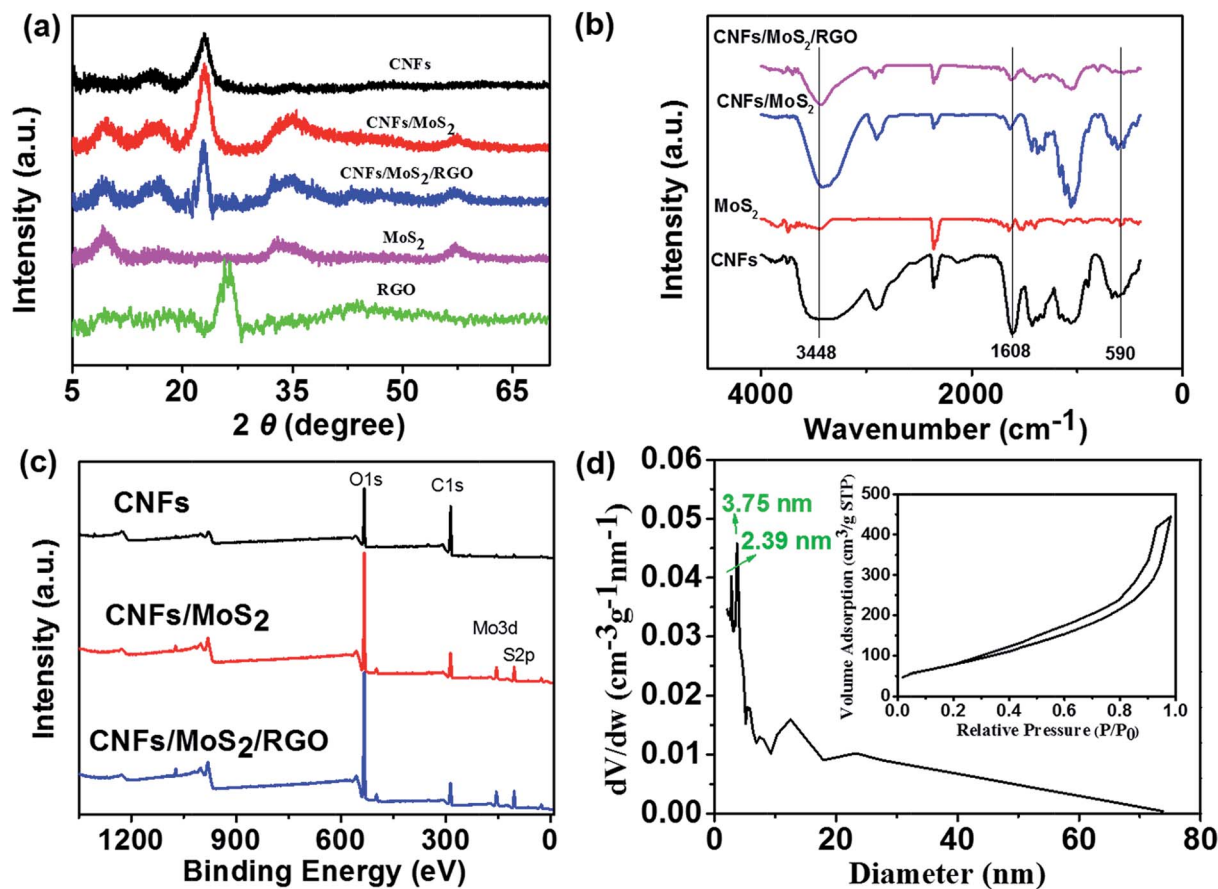 (a)
CNFs
CNFs/MoS2
CNFs/MoS2/RGO
MoS2
RGO
Intensity (a.u.)
5 20 35 50 65
2 θ (degree)
(b)
CNFs/MoS2/RGO
CNFs/MoS2
MoS2
CNFs
3448 1608 590
Intensity (a.u.)
4000 2000 0
Wavenumber (cm-1)
(c)
O1s C1s
CNFs
CNFs/MoS2
Mo3d
S2p
CNFs/MoS2/RGO
Intensity (a.u.)
1200 900 600 300 0
Binding Energy (eV)
(d)
0.06
0.05
0.04
0.03
0.02
0.01
0.00
dV/dw (cm-3g-1nm-1)
3.75 nm
2.39 nm
500
400
300
200
100
0
Volume Adsorption (cm3/g STP)
0.0 0.2 0.4 0.6 0.8 1.0
Relative Pressure (P/P0)
0 20 40 60 80
Diameter (nm)